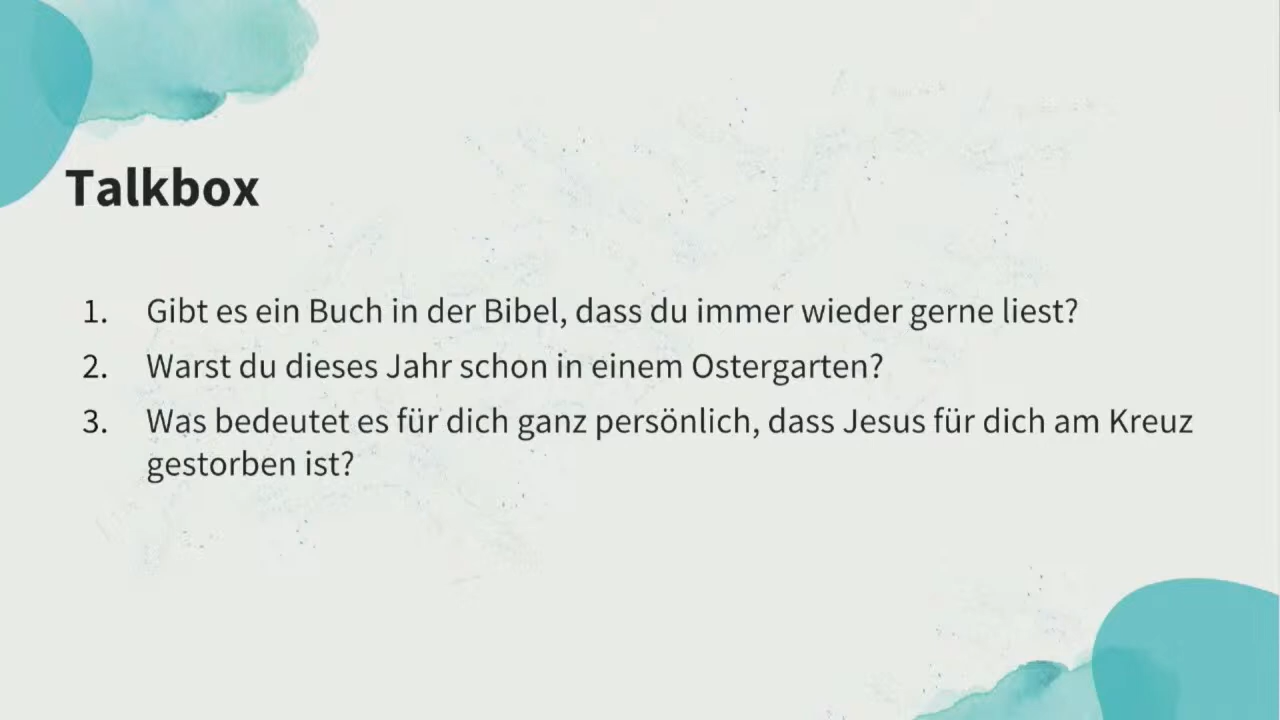 Talkbox
1. Gibt es ein Buch in der Bibel, dass du immer wieder gerne liest?
2. Warst du dieses Jahr schon in einem Ostergarten?
3. Was bedeutet es für dich ganz persönlich, dass Jesus für dich am Kreuz
gestorben ist?